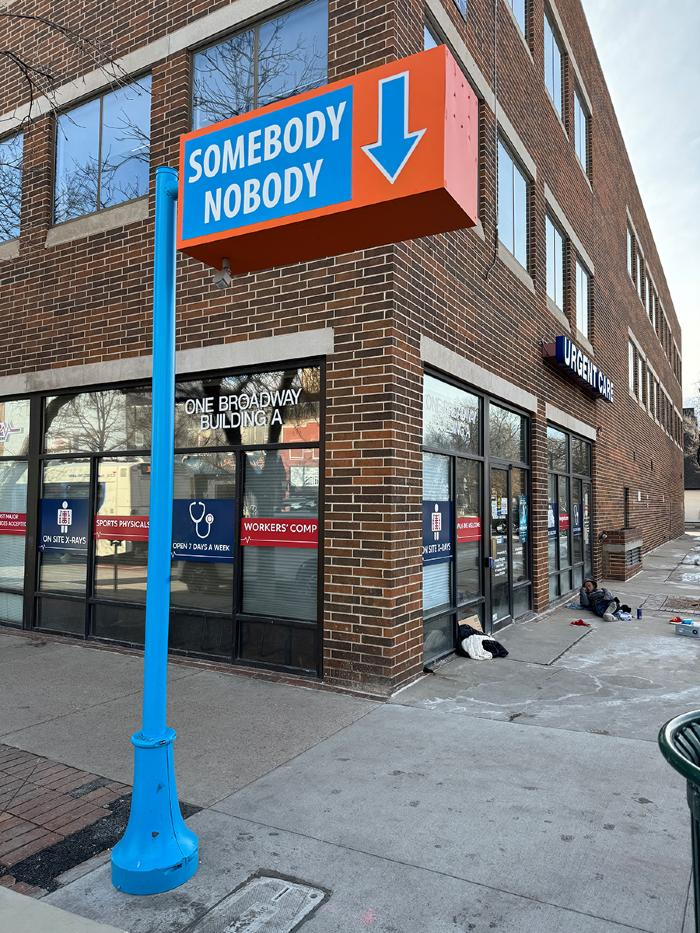 SOMEBODY
NOBODY
URGENT CARE
ONE BROADWAY
BUILDING A
ON SITE X-RAYS
SPORTS PHYSICALS
OPEN 7 DAYS A WEEK
WORKERS' COMP
ON SITE X-RAYS